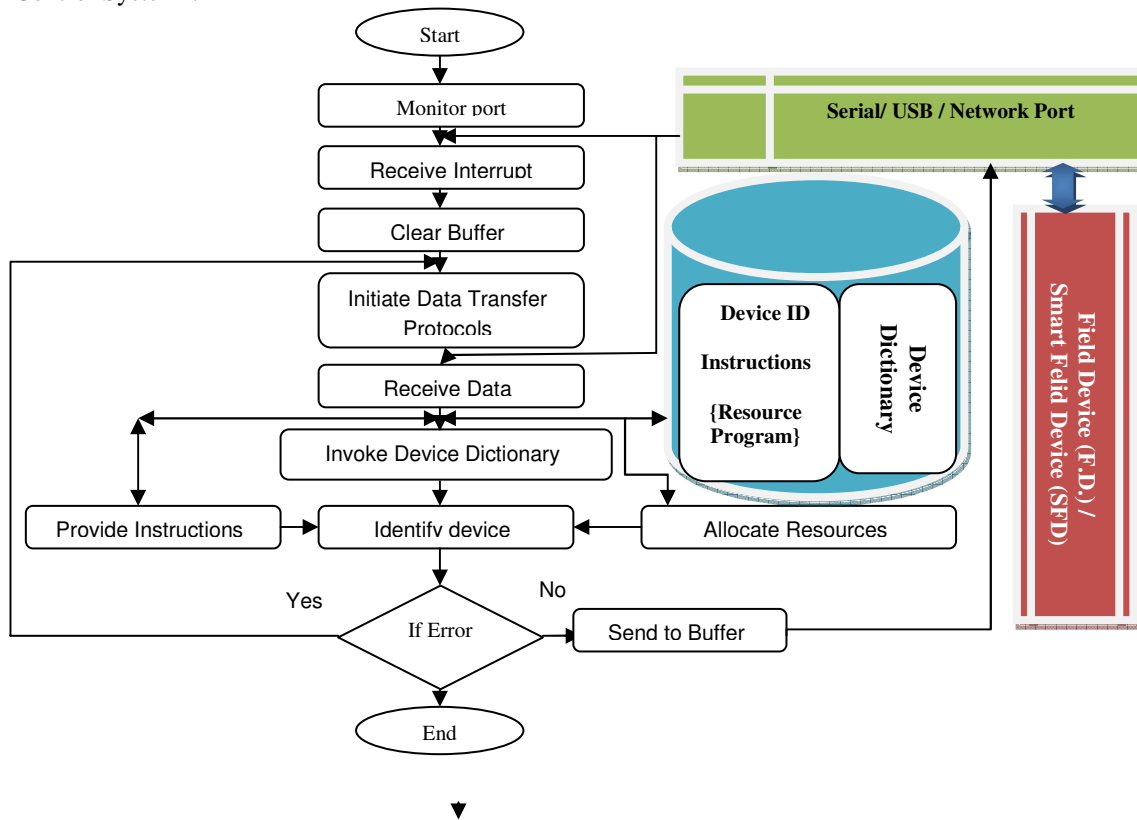 Start
Monitor port
Receive Interrupt
Clear Buffer
Initiate Data Transfer
Protocols
Receive Data
Invoke Device Dictionary
Provide Instructions
Identify device
Allocate Resources
Yes
No
If Error
Send to Buffer
End
Serial/ USB / Network Port
Device ID
Instructions
{Resource
Program}
Device
Dictionary
Field Device (F.D.) /
Smart Felid Device (SFD)